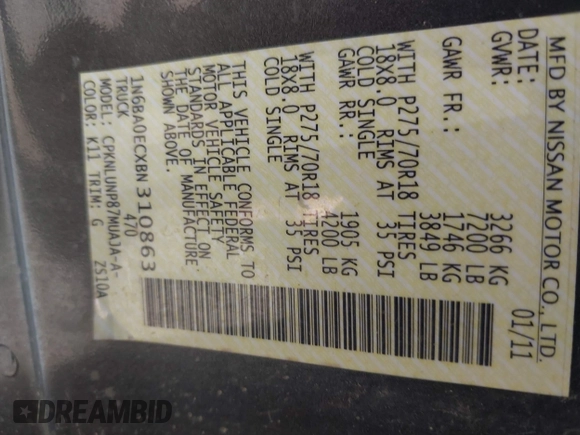 MFD BY NISSAN MOTOR CO., LTD.
DATE: 01/11
GVWR: 3266 KG
7200 LB
GAWR FR.: 1746 KG
3849 LB
WITH P275/70R18 TIRES
18X8.0 RIMS AT 35 PSI
COLD SINGLE
GAWR RR.: 1905 KG
4200 LB
WITH P275/70R18 TIRES
18X8.0 RIMS AT 35 PSI
COLD SINGLE
THIS VEHICLE CONFORMS TO
ALL APPLICABLE FEDERAL
MOTOR VEHICLE SAFETY
STANDARDS IN EFFECT ON
THE DATE OF MANUFACTURE
SHOWN ABOVE.
1N6BA0ECXBN310863
TRUCK 470
MODEL: CPKNLUNP87MUAJA-A-
COLOR: K11 TRIM: G ZS10A
DREAMBID